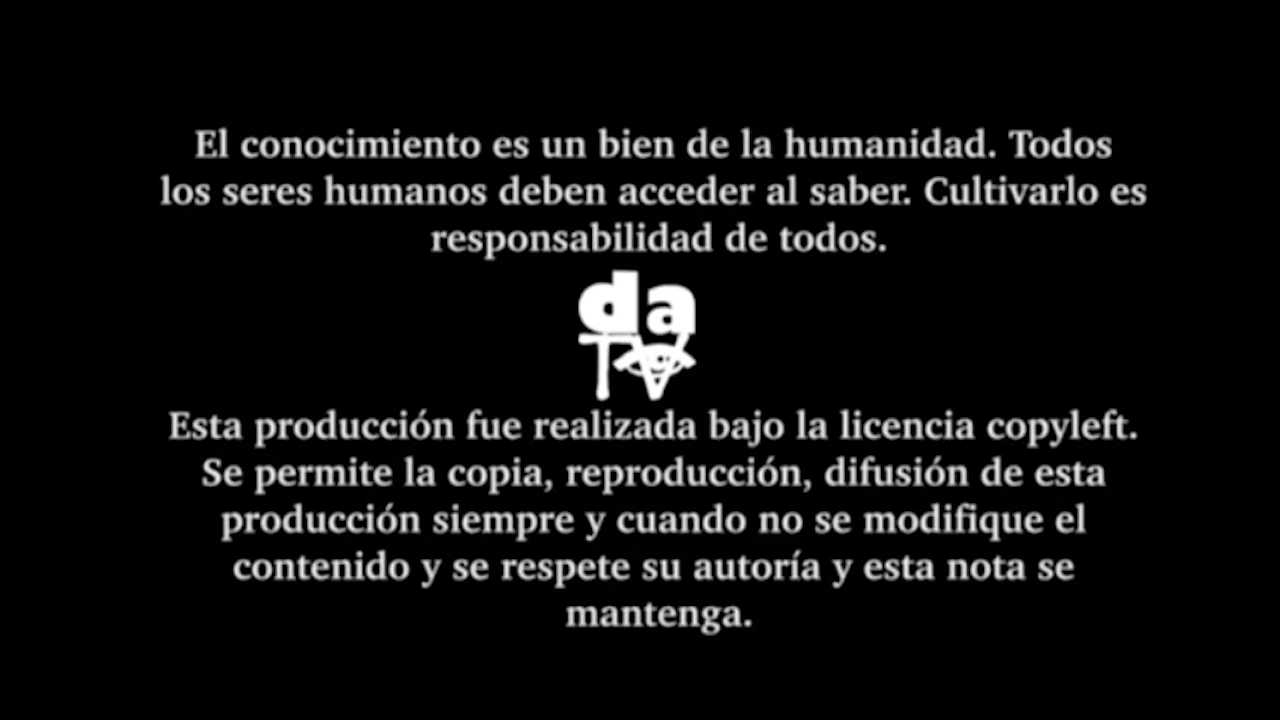 El conocimiento es un bien de la humanidad. Todos
los seres humanos deben acceder al saber. Cultivarlo es
responsabilidad de todos.
da
TV
Esta producción fue realizada bajo la licencia copyleft.
Se permite la copia, reproducción, difusión de esta
producción siempre y cuando no se modifique el
contenido y se respete su autoría y esta nota se
mantenga.